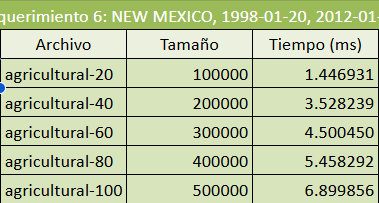 querimiento 6: NEW MEXICO, 1998-01-20, 2012-01-
Archivo Tamaño Tiempo (ms)
agricultural-20 100000 1.446931
agricultural-40 200000 3.528239
agricultural-60 300000 4.500450
agricultural-80 400000 5.458292
agricultural-100 500000 6.899856